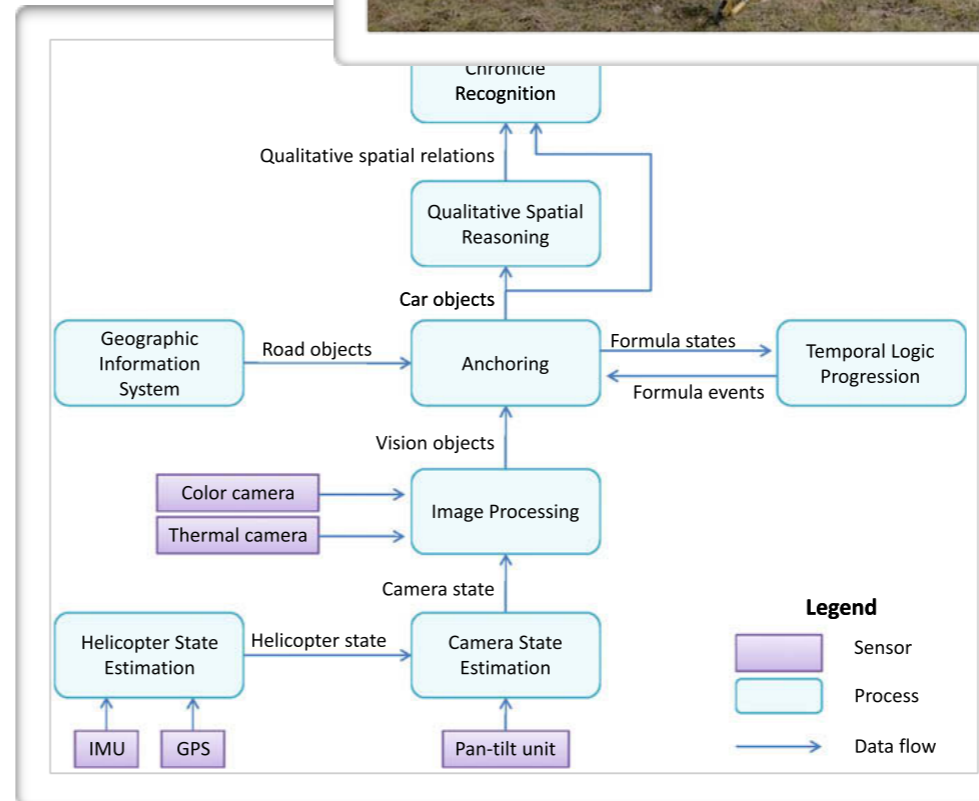 Chronicle
Recognition
Qualitative spatial relations
Qualitative Spatial
Reasoning
Car objects
Geographic
Information
System
Road objects
Anchoring
Formula states
Formula events
Temporal Logic
Progression
Vision objects
Color camera
Thermal camera
Image Processing
Camera state
Helicopter State
Estimation
Helicopter state
Camera State
Estimation
IMU
GPS
Pan-tilt unit
Legend
Sensor
Process
Data flow